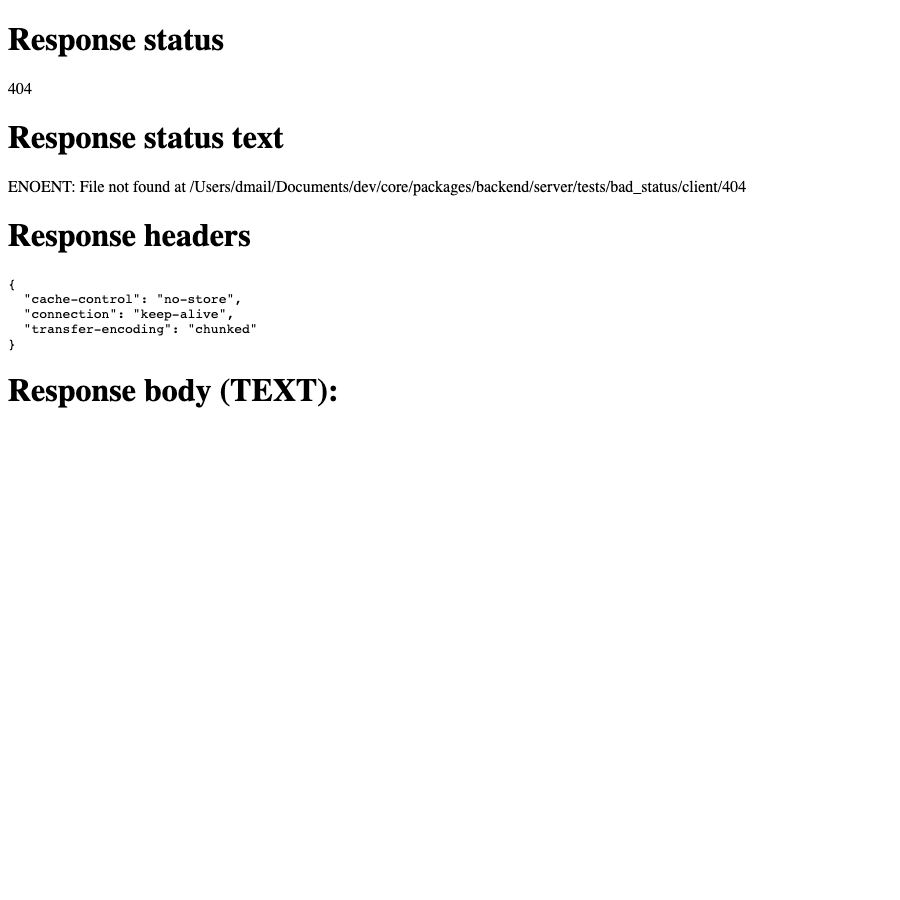 Response status
404
Response status text
ENOENT: File not found at /Users/dmail/Documents/dev/core/packages/backend/server/tests/bad_status/client/404
Response headers
{
  "cache-control": "no-store",
  "connection": "keep-alive",
  "transfer-encoding": "chunked"
}
Response body (TEXT):